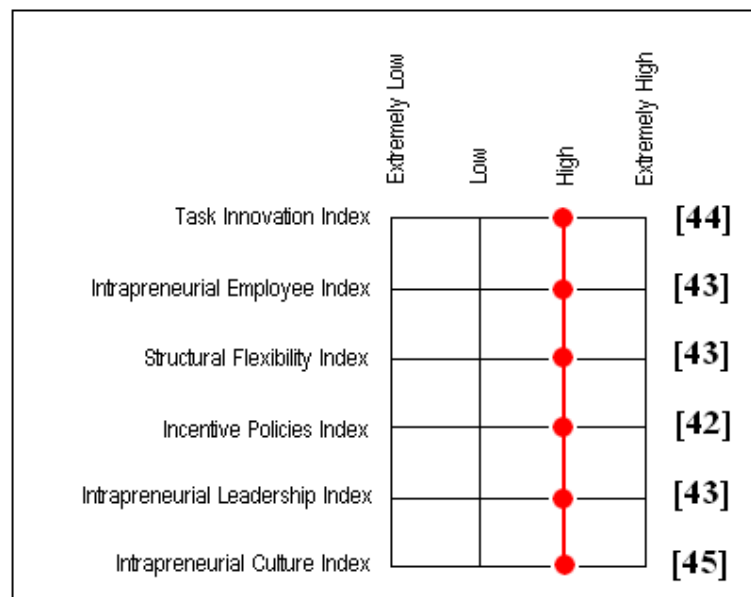 Extremely Low
Low
High
Extremely High
Task Innovation Index [44]
Intrapreneurial Employee Index [43]
Structural Flexibility Index [43]
Incentive Policies Index [42]
Intrapreneurial Leadership Index [43]
Intrapreneurial Culture Index [45]